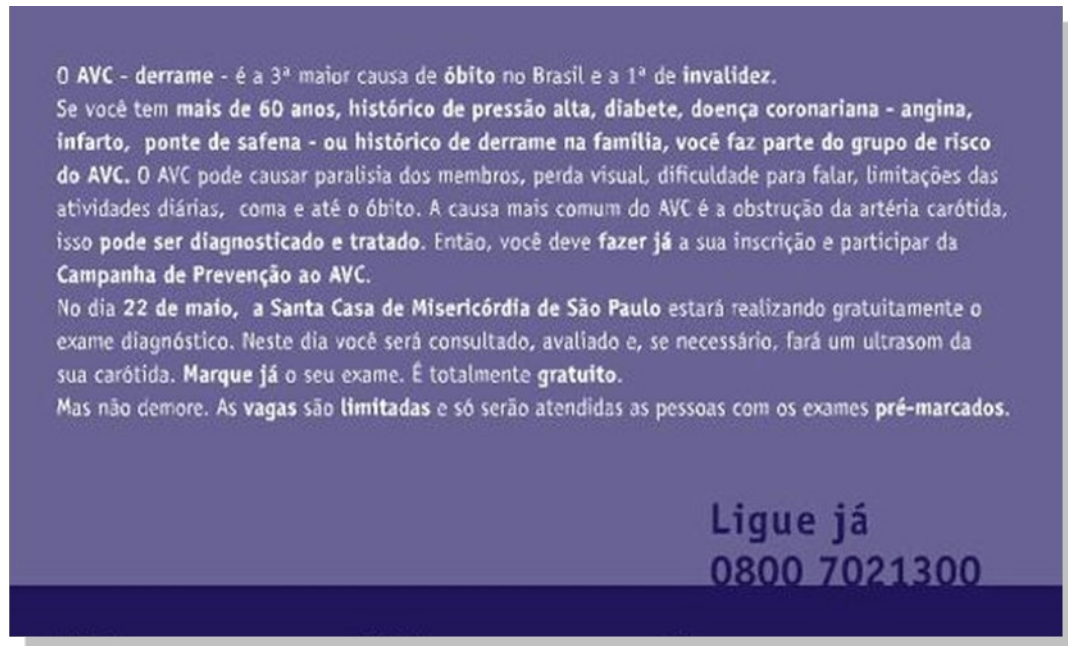 O AVC - derrame - é a 3ª maior causa de óbito no Brasil e a 1ª de invalidez.
Se você tem mais de 60 anos, histórico de pressão alta, diabete, doença coronariana - angina,
infarto, ponte de safena - ou histórico de derrame na família, você faz parte do grupo de risco
do AVC. O AVC pode causar paralisia dos membros, perda visual, dificuldade para falar, limitações das
atividades diárias, coma e até o óbito. A causa mais comum do AVC é a obstrução da artéria carótida,
isso pode ser diagnosticado e tratado. Então, você deve fazer já a sua inscrição e participar da
Campanha de Prevenção ao AVC.
No dia 22 de maio, a Santa Casa de Misericórdia de São Paulo estará realizando gratuitamente o
exame diagnóstico. Neste dia você será consultado, avaliado e, se necessário, fará um ultrasom da
sua carótida. Marque já o seu exame. É totalmente gratuito.
Mas não demore. As vagas são limitadas e só serão atendidas as pessoas com os exames pré-marcados.
Ligue já
0800 7021300